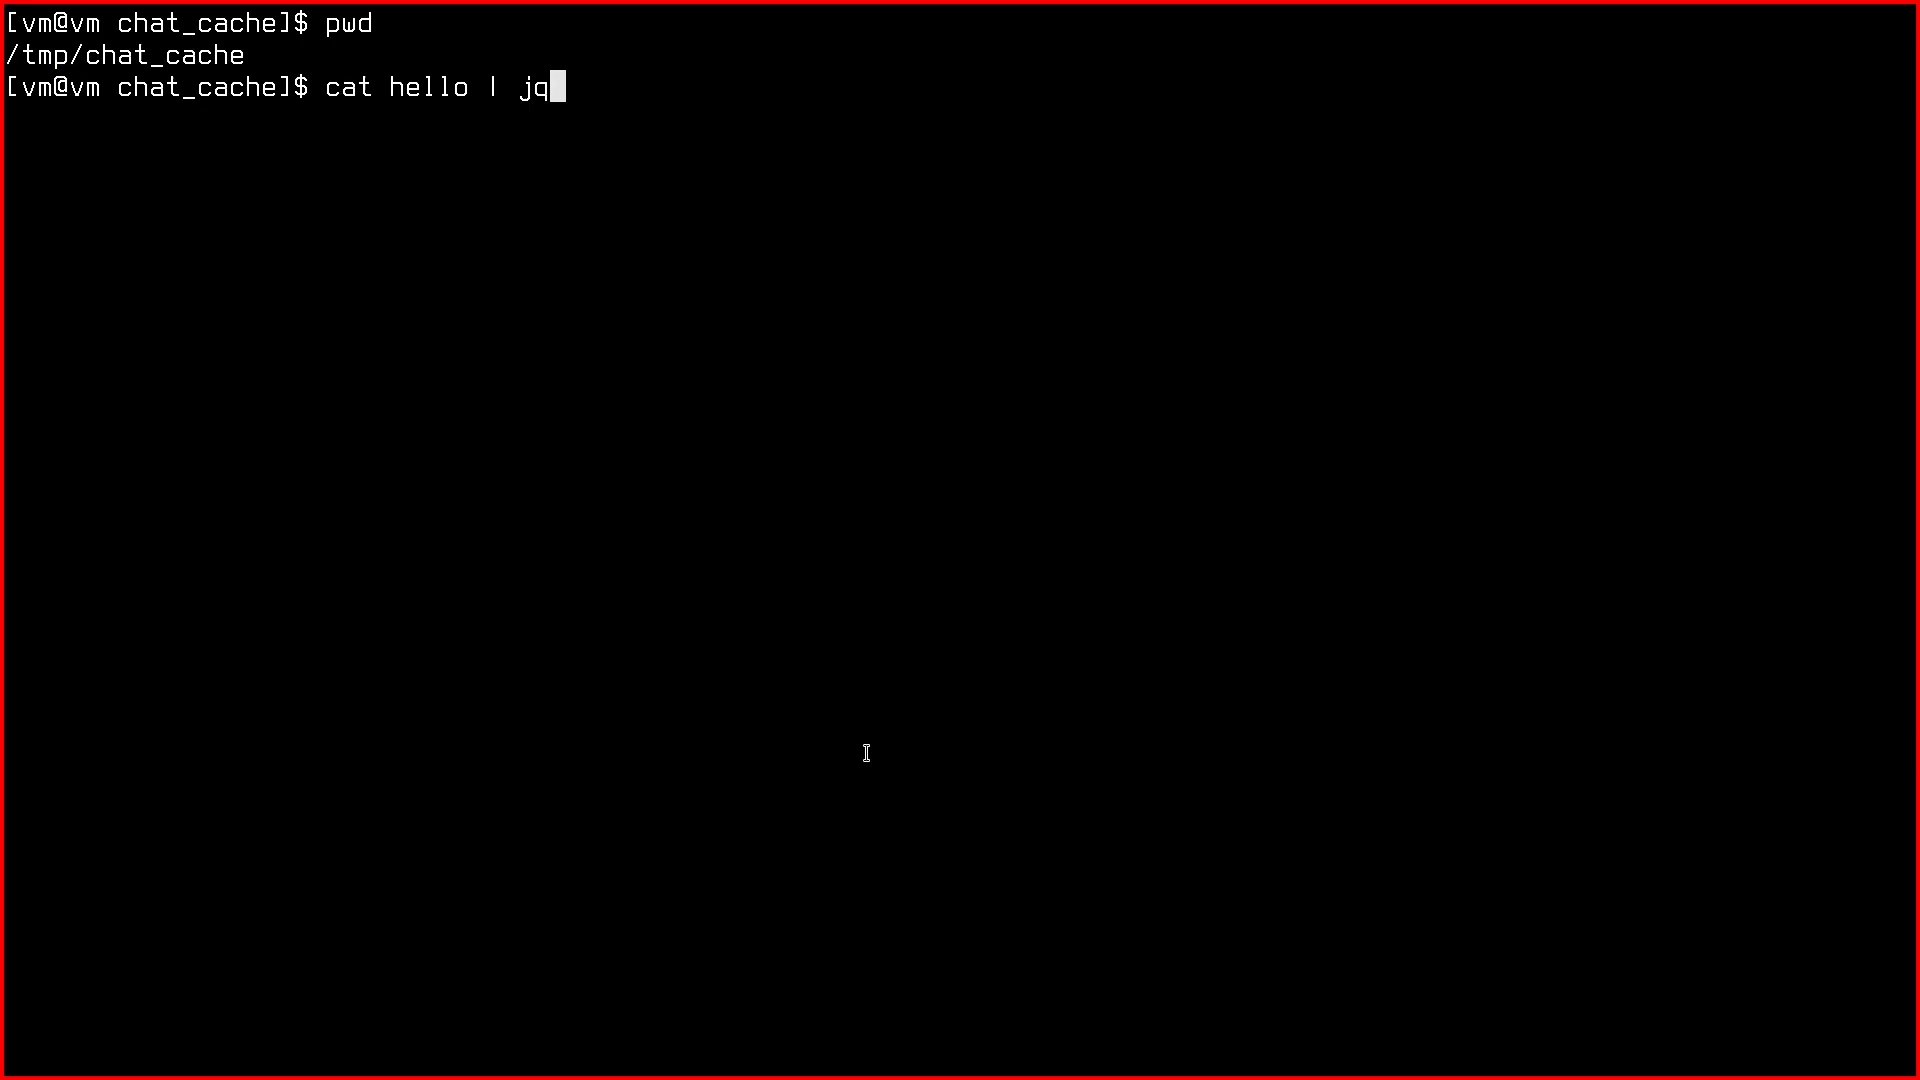 [vm@vm chat_cache]$ pwd
/tmp/chat_cache
[vm@vm chat_cache]$ cat hello | jq